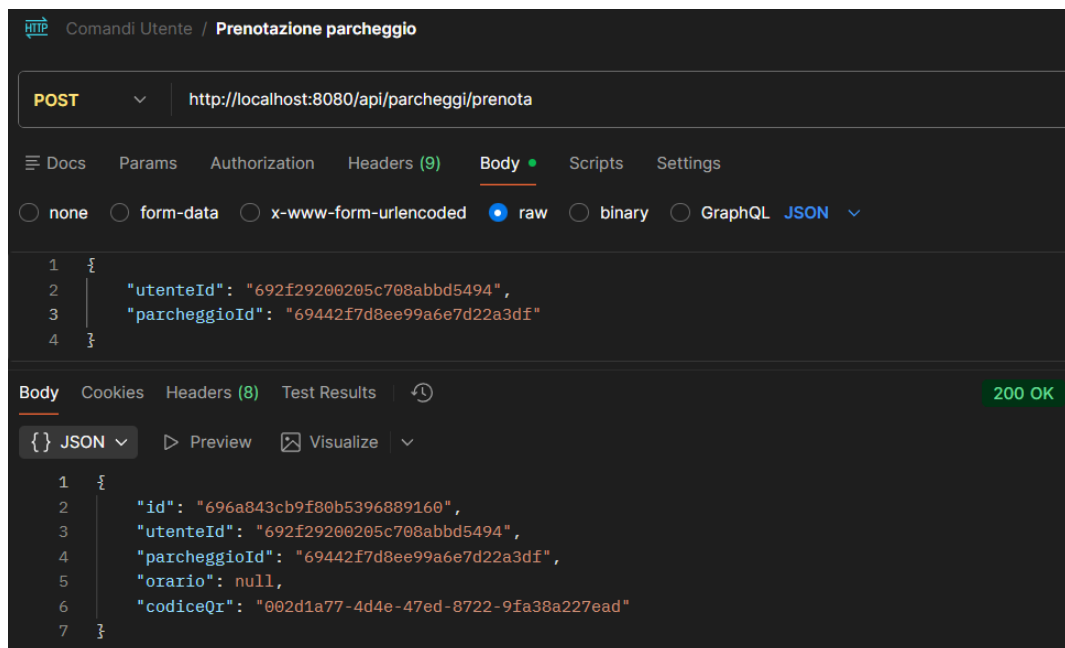 HTTP Comandi Utente / Prenotazione parcheggio
POST http://localhost:8080/api/parcheggi/prenota
Docs Params Authorization Headers (9) Body Scripts Settings
none form-data x-www-form-urlencoded raw binary GraphQL JSON
1 {
2 "utenteId": "692f29200205c708abbd5494",
3 "parcheggioId": "69442f7d8ee99a6e7d22a3df"
4 }
Body Cookies Headers (8) Test Results 200 OK
{} JSON Preview Visualize
1 {
2 "id": "696a843cb9f80b5396889160",
3 "utenteId": "692f29200205c708abbd5494",
4 "parcheggioId": "69442f7d8ee99a6e7d22a3df",
5 "orario": null,
6 "codiceQr": "002d1a77-4d4e-47ed-8722-9fa38a227ead"
7 }